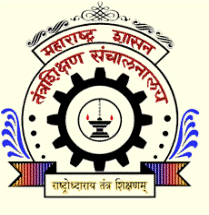 महाराष्ट्र शासन
तंत्रशिक्षण संचालनालय
राष्ट्रोध्दाराय तंत्र शिक्षणम्